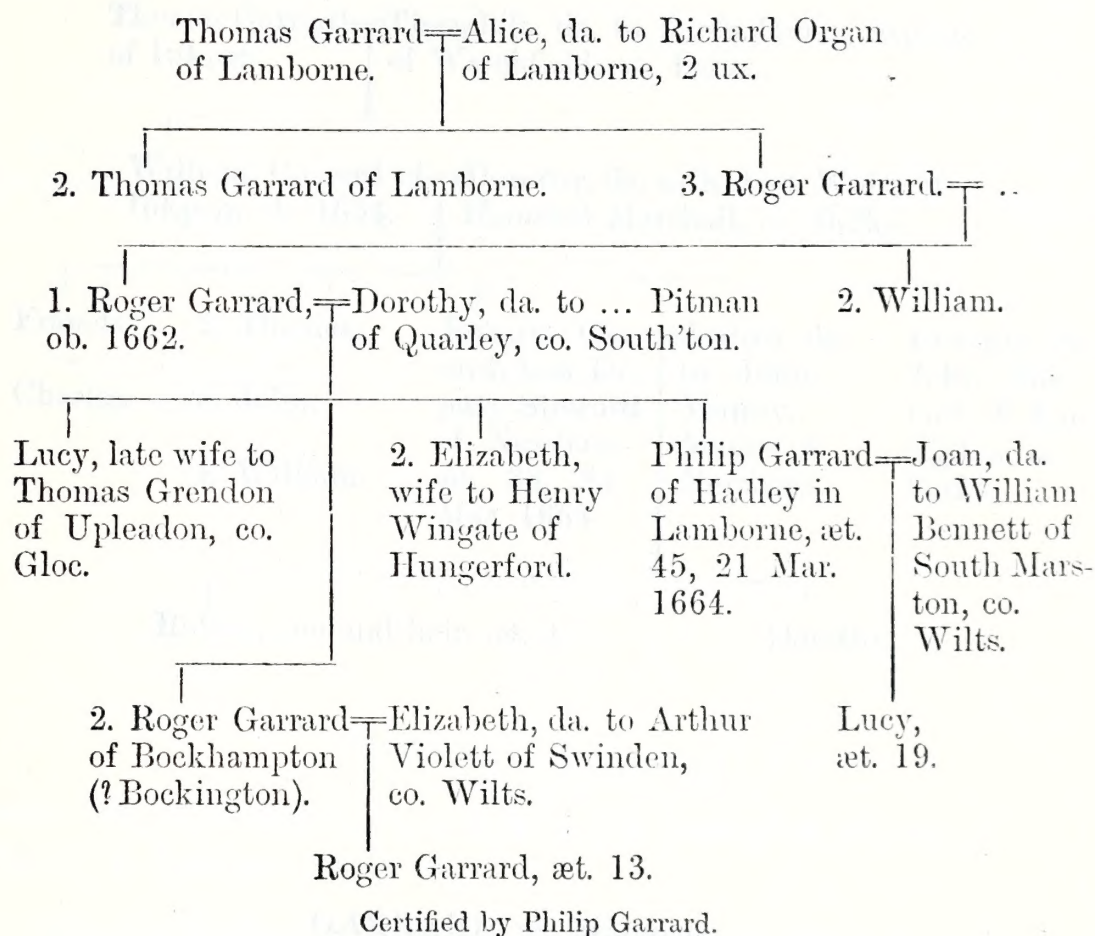 Thomas Garrard=Alice, da. to Richard Organ
of Lamborne. of Lamborne, 2 ux.
2. Thomas Garrard of Lamborne. 3. Roger Garrard.= ..
1. Roger Garrard,=Dorothy, da. to ... Pitman 2. William.
ob. 1662. of Quarley, co. South'ton.
Lucy, late wife to
Thomas Grendon
of Upleadon, co.
Gloc.
2. Elizabeth,
wife to Henry
Wingate of
Hungerford.
Philip Garrard=
of Hadley in
Lamborne, æt.
45, 21 Mar.
1664.
Joan, da.
to William
Bennett of
South Mars-
ton, co.
Wilts.
2. Roger Garrard=
of Bockhampton
(? Bockington).
Elizabeth, da. to Arthur
Violett of Swinden,
co. Wilts.
Lucy,
æt. 19.
Roger Garrard, æt. 13.
Certified by Philip Garrard.